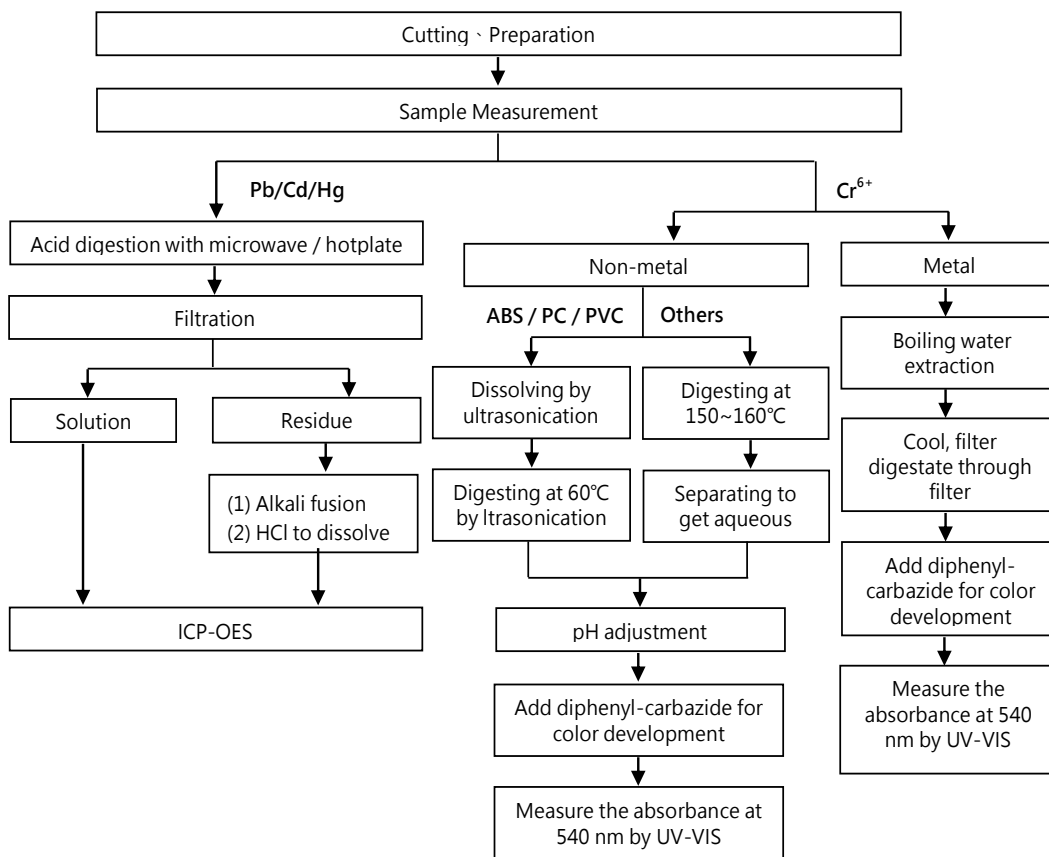 Cutting、Preparation
Sample Measurement
Pb/Cd/Hg
Cr6+
Acid digestion with microwave / hotplate
Filtration
Solution
Residue
(1) Alkali fusion
(2) HCl to dissolve
ICP-OES
Non-metal
ABS / PC / PVC
Others
Dissolving by
ultrasonication
Digesting at
150~160℃
Digesting at 60℃
by ltrasonication
Separating to
get aqueous
pH adjustment
Add diphenyl-carbazide for
color development
Measure the absorbance at
540 nm by UV-VIS
Metal
Boiling water
extraction
Cool, filter
digestate through
filter
Add diphenyl-
carbazide for color
development
Measure the
absorbance at 540
nm by UV-VIS